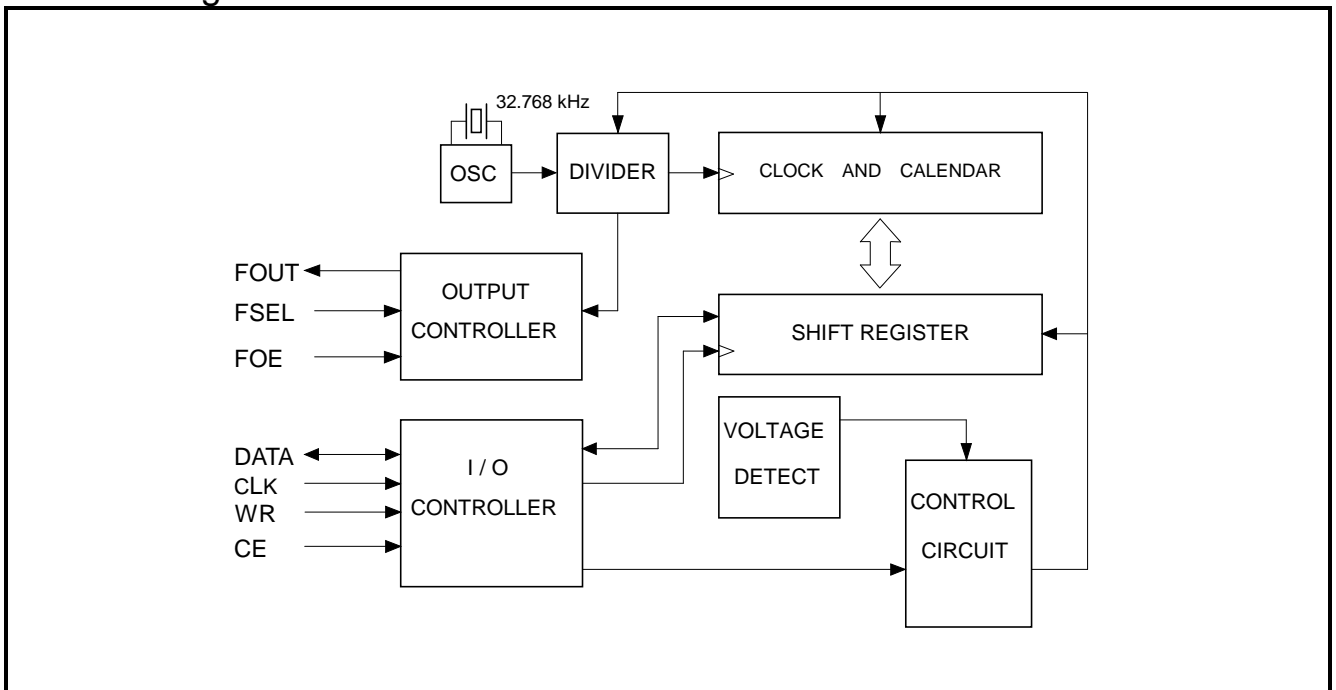 32.768 kHz
OSC
DIVIDER
CLOCK AND CALENDAR
FOUT
FSEL
FOE
OUTPUT
CONTROLLER
SHIFT REGISTER
VOLTAGE
DETECT
DATA
CLK
WR
CE
I / O
CONTROLLER
CONTROL
CIRCUIT